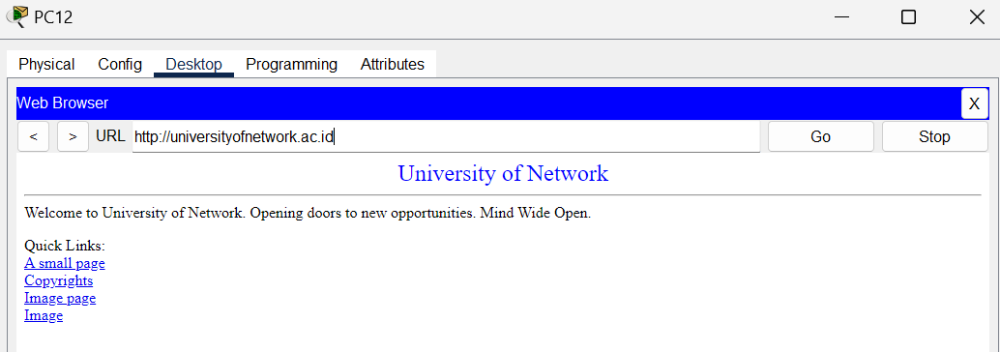 PC12
Physical Config Desktop Programming Attributes
Web Browser X
< > URL http://universityofnetwork.ac.id Go Stop
University of Network
Welcome to University of Network. Opening doors to new opportunities. Mind Wide Open.
Quick Links:
A small page
Copyrights
Image page
Image